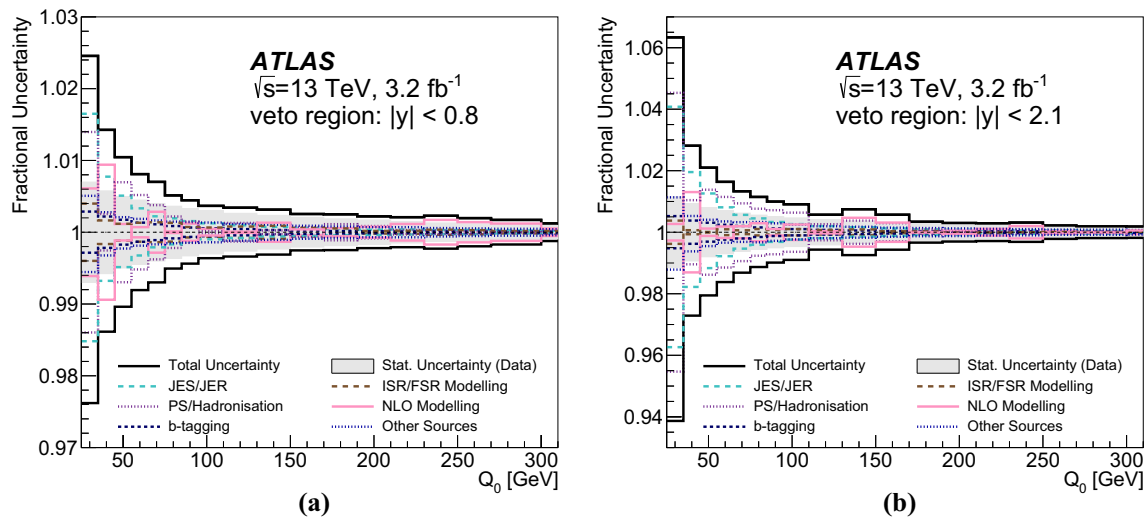 Fractional Uncertainty
1.03
1.02
1.01
1
0.99
0.98
0.97
ATLAS
√s=13 TeV, 3.2 fb⁻¹
veto region: |y| < 0.8
Total Uncertainty
JES/JER
PS/Hadronisation
b-tagging
Stat. Uncertainty (Data)
ISR/FSR Modelling
NLO Modelling
Other Sources
50 100 150 200 250 300
Q₀ [GeV]
(a)
Fractional Uncertainty
1.06
1.04
1.02
1.00
0.98
0.96
0.94
ATLAS
√s=13 TeV, 3.2 fb⁻¹
veto region: |y| < 2.1
Total Uncertainty
JES/JER
PS/Hadronisation
b-tagging
Stat. Uncertainty (Data)
ISR/FSR Modelling
NLO Modelling
Other Sources
50 100 150 200 250 300
Q₀ [GeV]
(b)